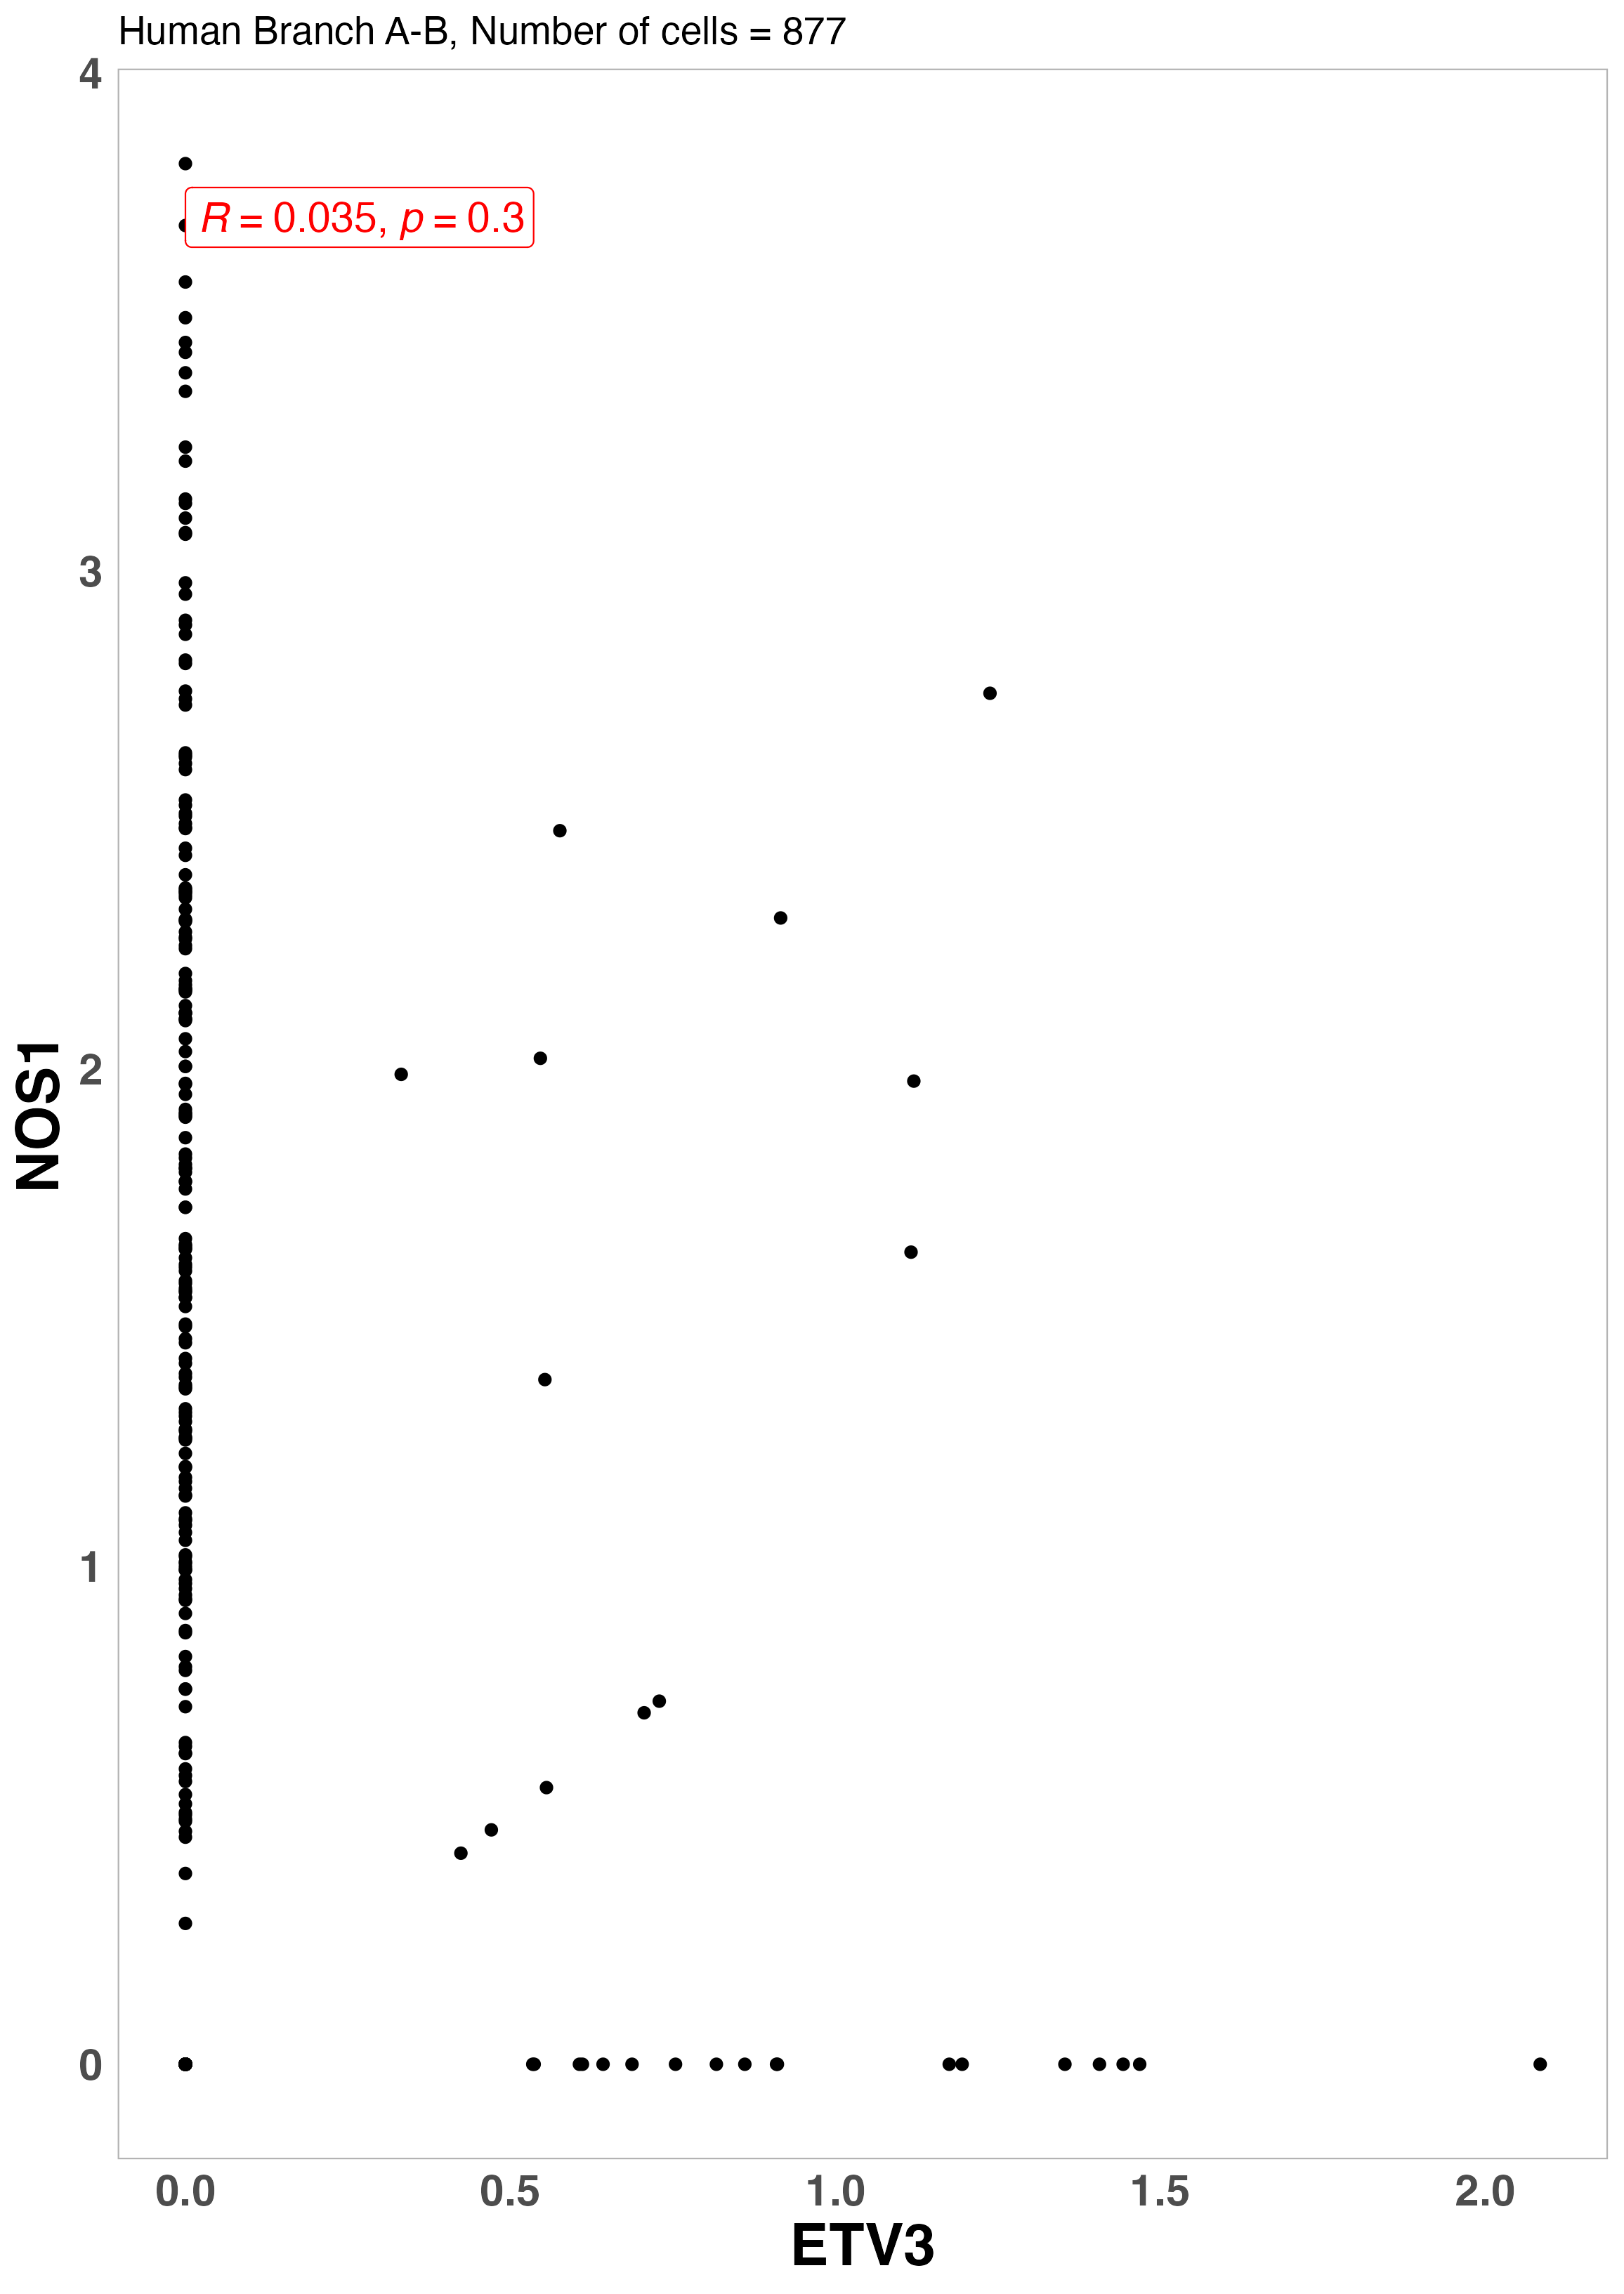 Human Branch A-B, Number of cells = 877
4
R = 0.035, p = 0.3
3
NOS1
2
1
0
0.0 0.5 1.0 1.5 2.0
ETV3